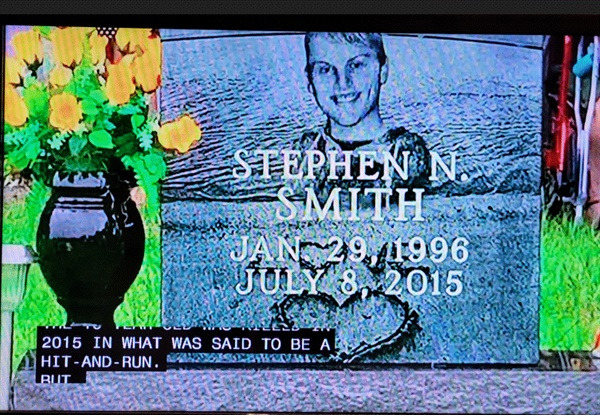 STEPHEN N.
SMITH
JAN. 29, 1996
JULY 8, 2015
2015 IN WHAT WAS SAID TO BE A
HIT-AND-RUN.
BUT